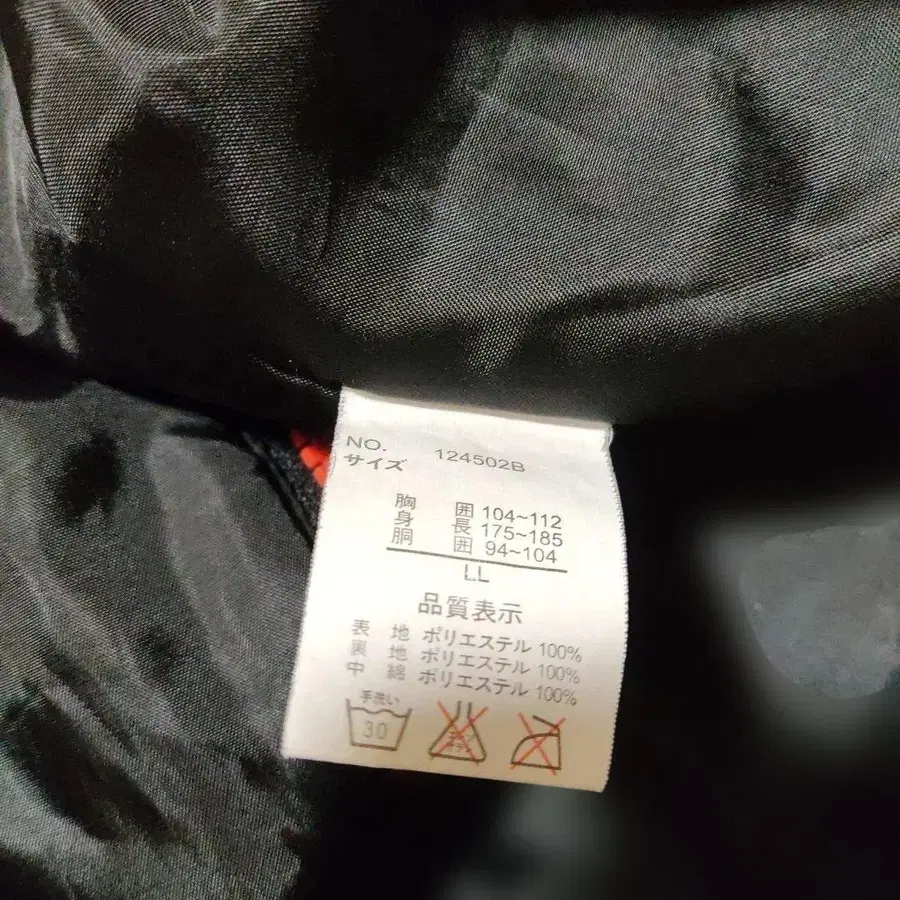 NO. 124502B
サイズ
胸 囲 104~112
身 長 175~185
胴 囲 94~104
LL
品質表示
表 地 ポリエステル 100%
裏 地 ポリエステル 100%
中 綿 ポリエステル 100%
手洗い
30